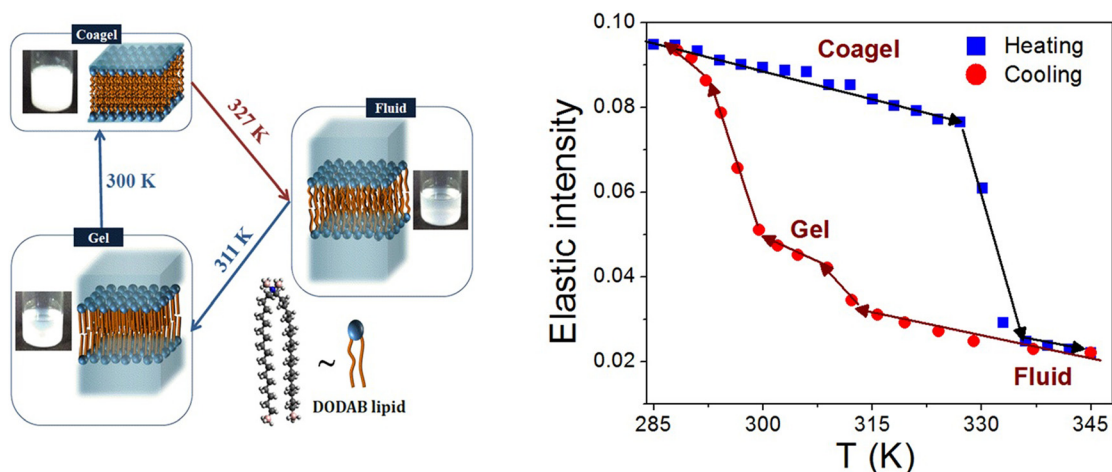 Coagel
327 K
Fluid
300 K
Gel
311 K
~
DODAB lipid
Elastic intensity
0.10
0.08
0.06
0.04
0.02
Coagel
Heating
Cooling
Gel
Fluid
285 300 315 330 345
T (K)